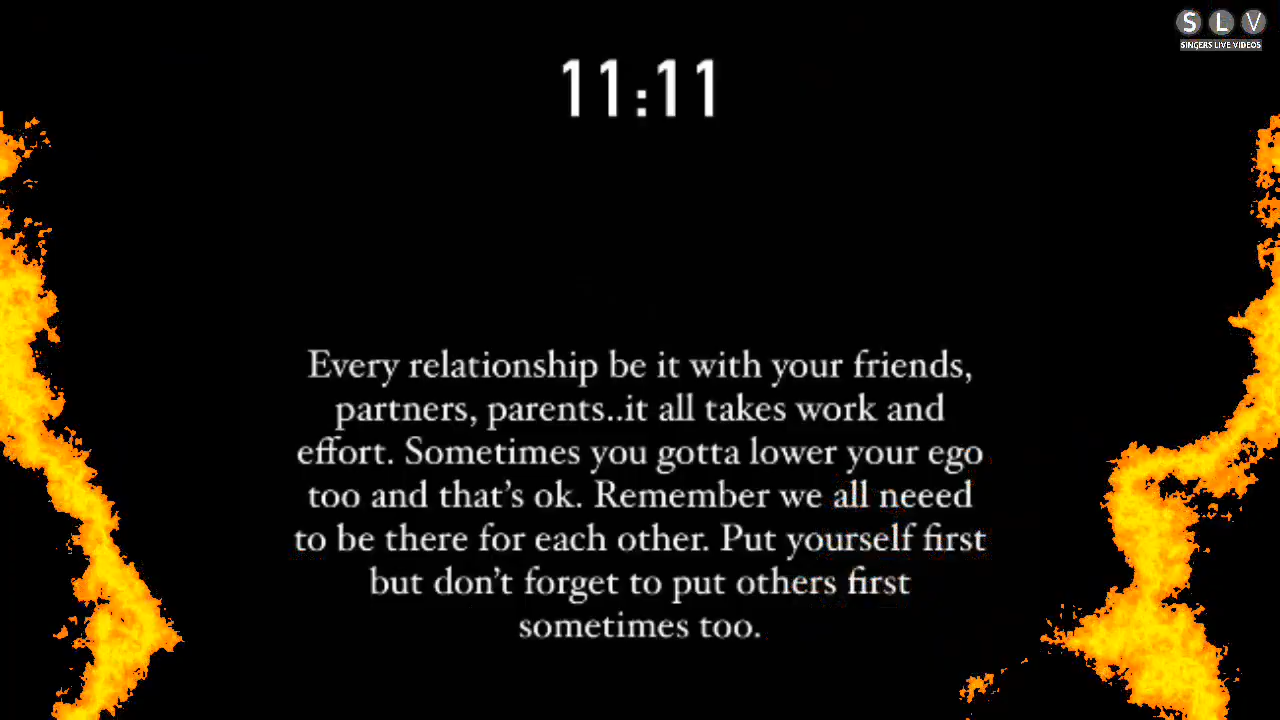 S L V
SINGERS LIVE VIDEOS
11:11
Every relationship be it with your friends,
partners, parents..it all takes work and
effort. Sometimes you gotta lower your ego
too and that's ok. Remember we all neeed
to be there for each other. Put yourself first
but don't forget to put others first
sometimes too.